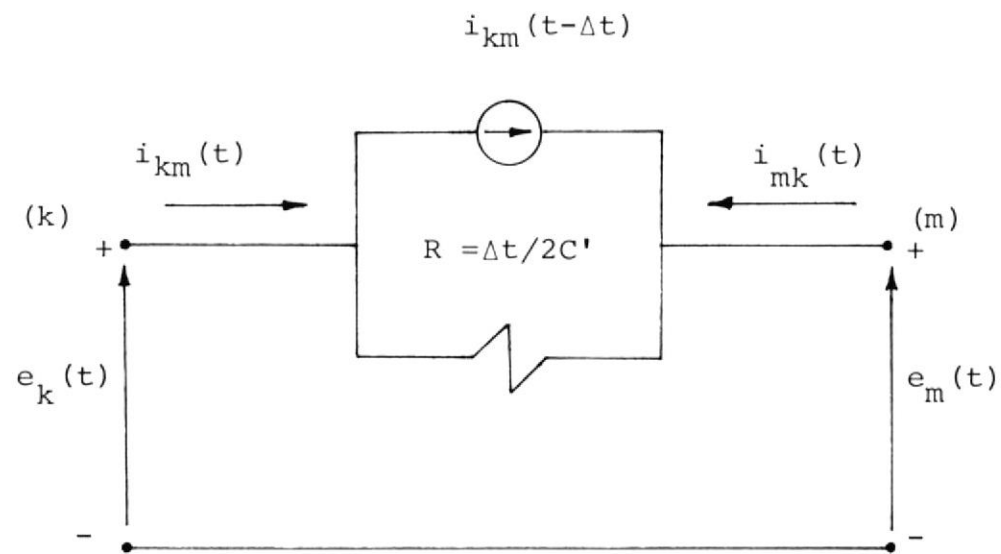 i_km(t-Δt)
i_km(t)
i_mk(t)
(k)
(m)
+
+
R =Δt/2C'
e_k(t)
e_m(t)
-
-